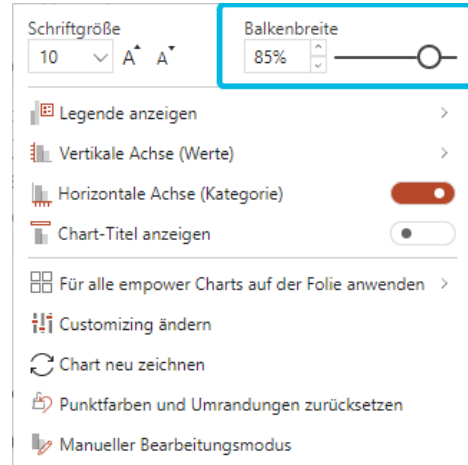 Schriftgröße Balkenbreite
10 A A 85%
Legende anzeigen
Vertikale Achse (Werte)
Horizontale Achse (Kategorie)
Chart-Titel anzeigen
Für alle empower Charts auf der Folie anwenden
Customizing ändern
Chart neu zeichnen
Punktfarben und Umrandungen zurücksetzen
Manueller Bearbeitungsmodus